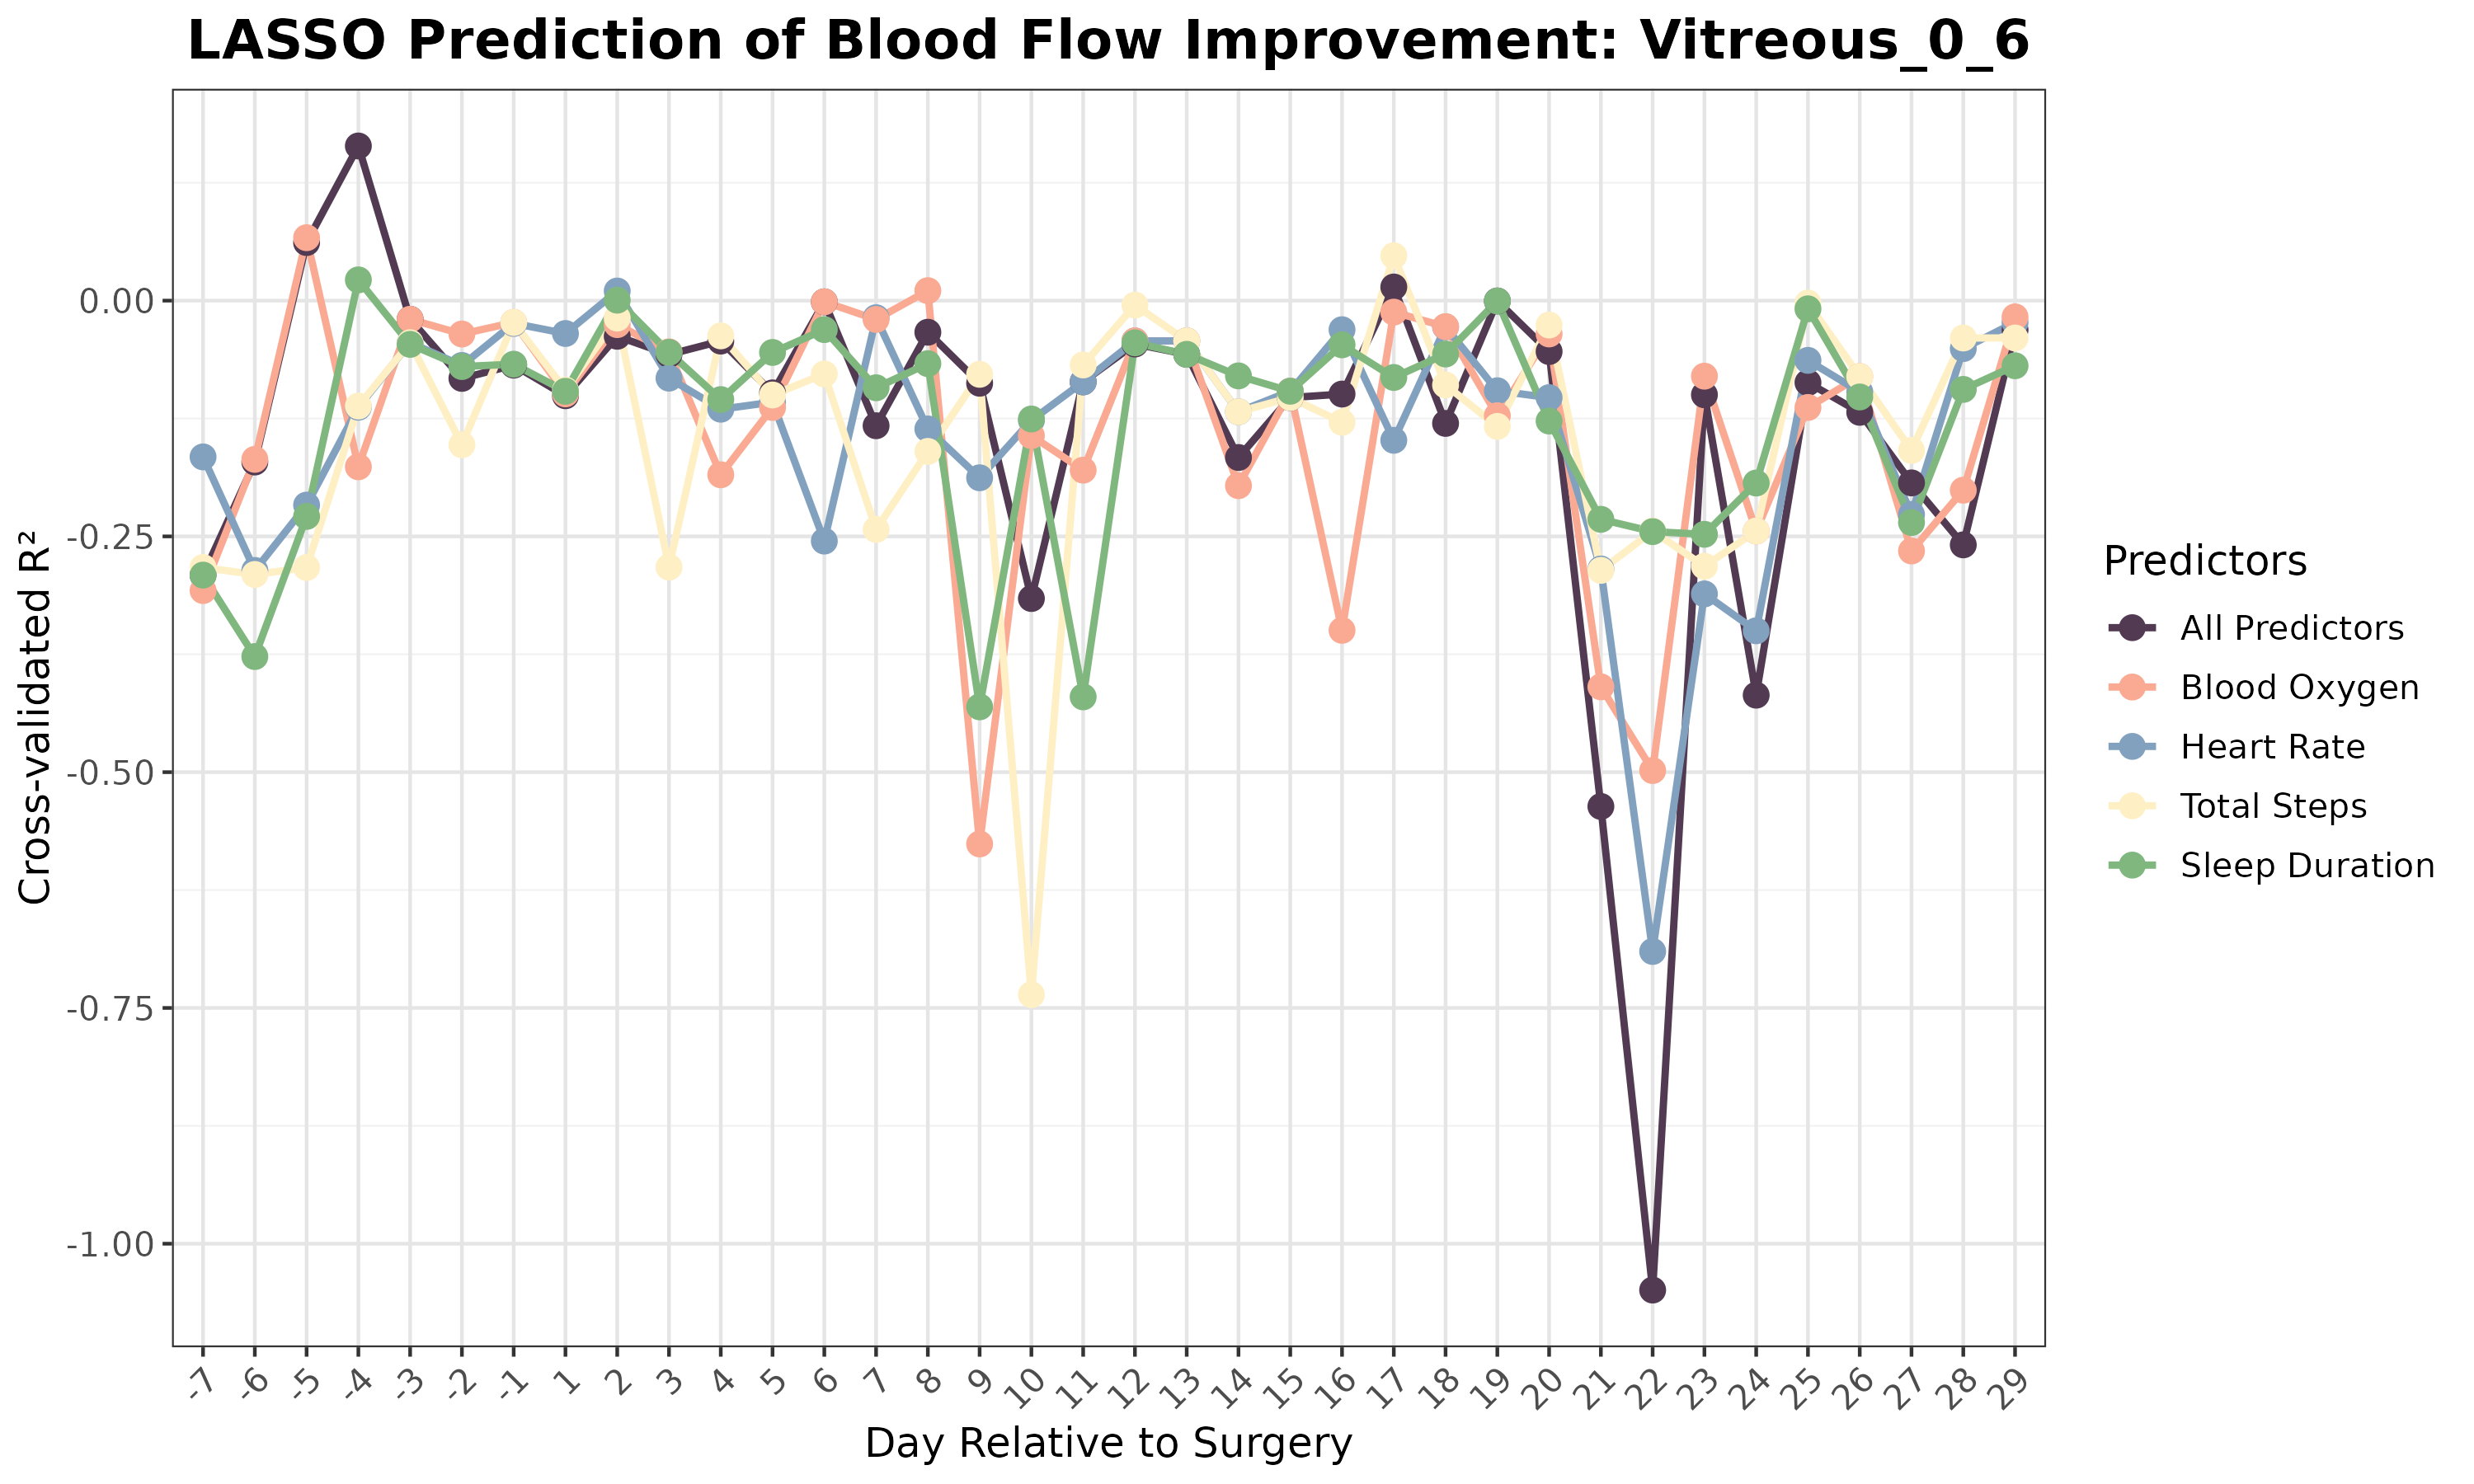 LASSO Prediction of Blood Flow Improvement: Vitreous_0_6
Cross-validated R²
0.00
-0.25
-0.50
-0.75
-1.00
-7 -6 -5 -4 -3 -2 -1 1 2 3 4 5 6 7 8 9 10 11 12 13 14 15 16 17 18 19 20 21 22 23 24 25 26 27 28 29
Day Relative to Surgery
Predictors
All Predictors
Blood Oxygen
Heart Rate
Total Steps
Sleep Duration